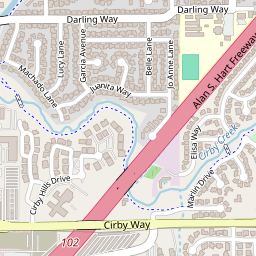 Darling Way
Darling Way
Lucy Lane
Garcia Avenue
Belle Lane
Jo Anne Lane
Machado Lane
Juanita Way
Alan S. Hart Freeway
Elisa Way
Cirby Creek
Cirby Hills Drive
Marlin Drive
Cirby Way
102